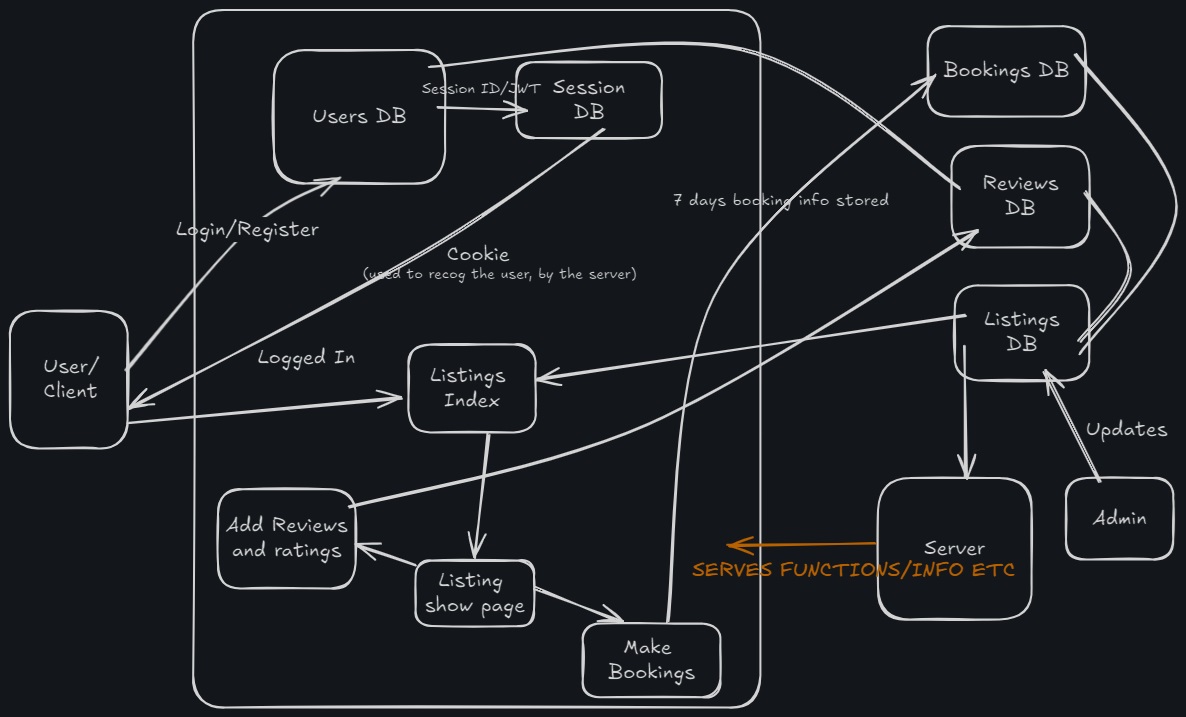 Bookings DB
Session ID/JWT
Session
DB
Users DB
Reviews
DB
7 days booking info stored
Login/Register
Cookie
(used to recog the user, by the server)
Listings
DB
User/
Client
Logged In
Listings
Index
Updates
Add Reviews
and ratings
Admin
Server
SERVES FUNCTIONS/INFO ETC
Listing
show page
Make
Bookings